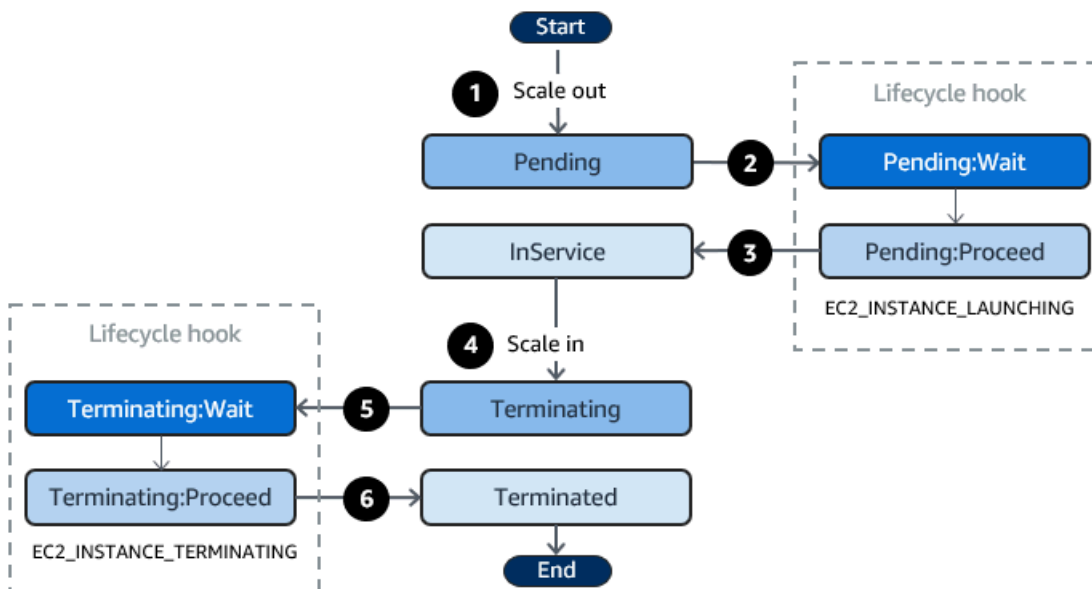 Start
1 Scale out
Lifecycle hook
Pending
2
Pending:Wait
InService
3
Pending:Proceed
EC2_INSTANCE_LAUNCHING
Lifecycle hook
4 Scale in
Terminating:Wait
5
Terminating
Terminating:Proceed
6
Terminated
EC2_INSTANCE_TERMINATING
End